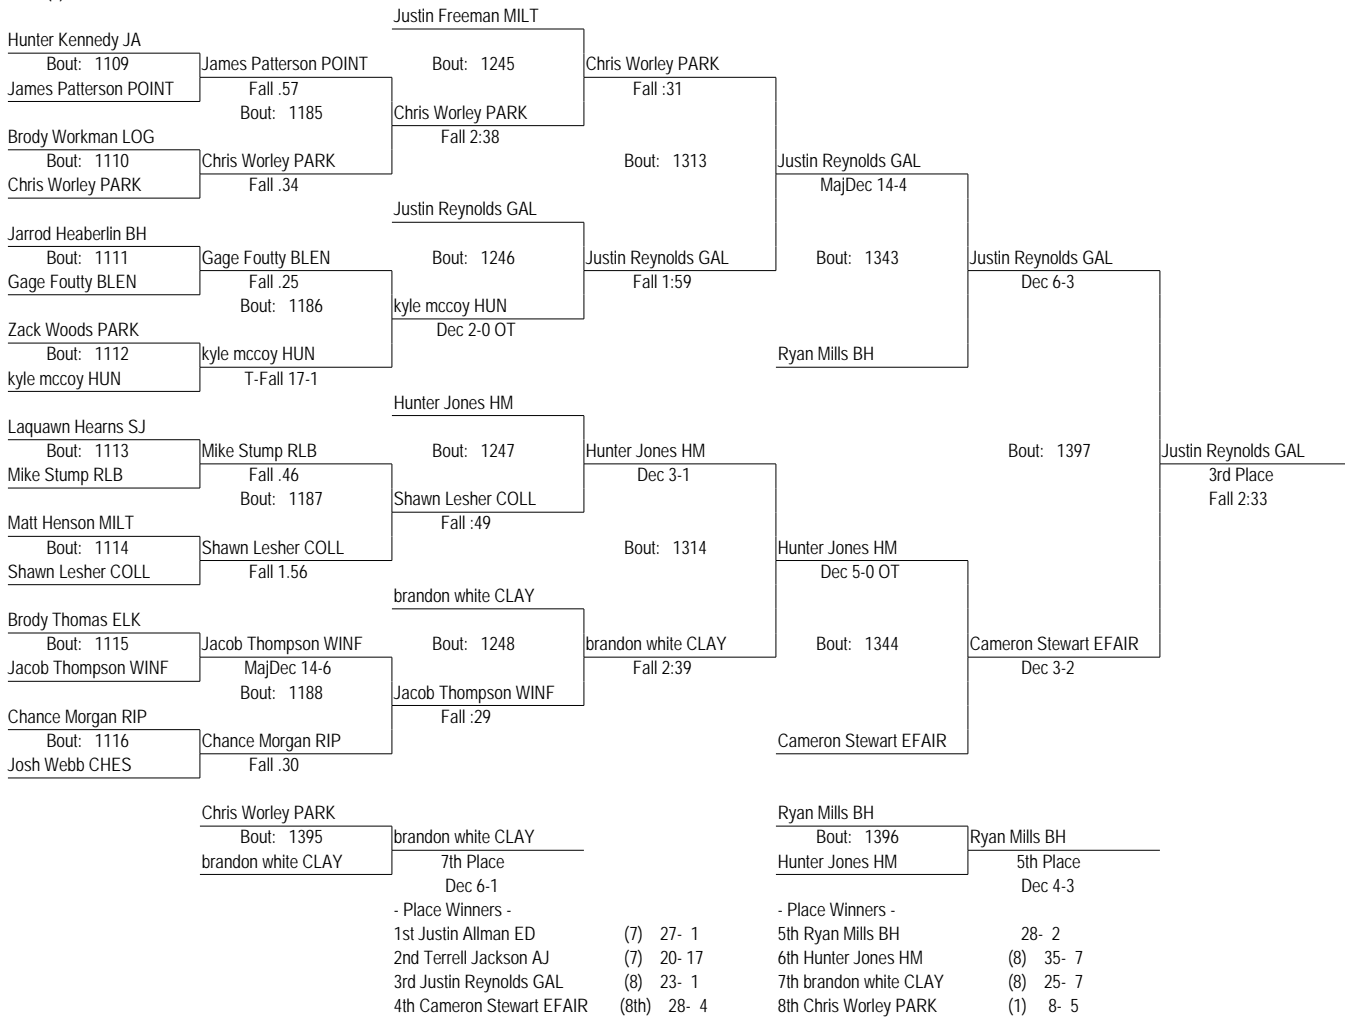 Justin Freeman MILT
Hunter Kennedy JA
Bout: 1109
James Patterson POINT
Bout: 1245
Chris Worley PARK
James Patterson POINT
Fall .57
Fall :31
Bout: 1185
Chris Worley PARK
Brody Workman LOG
Fall 2:38
Bout: 1110
Chris Worley PARK
Bout: 1313
Justin Reynolds GAL
Chris Worley PARK
Fall .34
MajDec 14-4
Justin Reynolds GAL
Jarrod Heaberlin BH
Bout: 1111
Gage Foutty BLEN
Bout: 1246
Justin Reynolds GAL
Bout: 1343
Justin Reynolds GAL
Gage Foutty BLEN
Fall .25
Fall 1:59
Dec 6-3
Bout: 1186
kyle mccoy HUN
Zack Woods PARK
Dec 2-0 OT
Bout: 1112
kyle mccoy HUN
Ryan Mills BH
kyle mccoy HUN
T-Fall 17-1
Hunter Jones HM
Laquawn Hearns SJ
Bout: 1113
Mike Stump RLB
Bout: 1247
Hunter Jones HM
Bout: 1397
Justin Reynolds GAL
Mike Stump RLB
Fall .46
Dec 3-1
3rd Place
Bout: 1187
Shawn Lesher COLL
Fall 2:33
Matt Henson MILT
Fall :49
Bout: 1114
Shawn Lesher COLL
Bout: 1314
Hunter Jones HM
Shawn Lesher COLL
Fall 1.56
Dec 5-0 OT
brandon white CLAY
Brody Thomas ELK
Bout: 1115
Jacob Thompson WINF
Bout: 1248
brandon white CLAY
Bout: 1344
Cameron Stewart EFAIR
Jacob Thompson WINF
MajDec 14-6
Fall 2:39
Dec 3-2
Bout: 1188
Jacob Thompson WINF
Chance Morgan RIP
Fall :29
Bout: 1116
Chance Morgan RIP
Cameron Stewart EFAIR
Josh Webb CHES
Fall .30
Chris Worley PARK
Ryan Mills BH
Bout: 1395
brandon white CLAY
Bout: 1396
Ryan Mills BH
brandon white CLAY
7th Place
Hunter Jones HM
5th Place
Dec 6-1
Dec 4-3
- Place Winners -
- Place Winners -
1st Justin Allman ED (7) 27- 1
5th Ryan Mills BH 28- 2
2nd Terrell Jackson AJ (7) 20- 17
6th Hunter Jones HM (8) 35- 7
3rd Justin Reynolds GAL (8) 23- 1
7th brandon white CLAY (8) 25- 7
4th Cameron Stewart EFAIR (8th) 28- 4
8th Chris Worley PARK (1) 8- 5